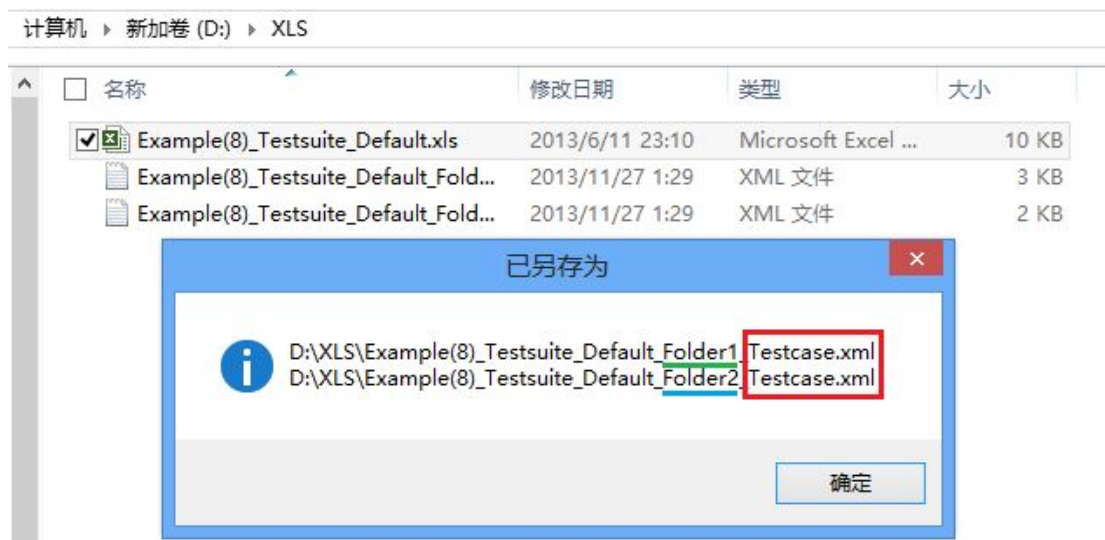 计算机 ▸ 新加卷 (D:) ▸ XLS
名称 修改日期 类型 大小
Example(8)_Testsuite_Default.xls 2013/6/11 23:10 Microsoft Excel ... 10 KB
Example(8)_Testsuite_Default_Fold... 2013/11/27 1:29 XML 文件 3 KB
Example(8)_Testsuite_Default_Fold... 2013/11/27 1:29 XML 文件 2 KB
已另存为
D:\XLS\Example(8)_Testsuite_Default_Folder1_Testcase.xml
D:\XLS\Example(8)_Testsuite_Default_Folder2_Testcase.xml
确定